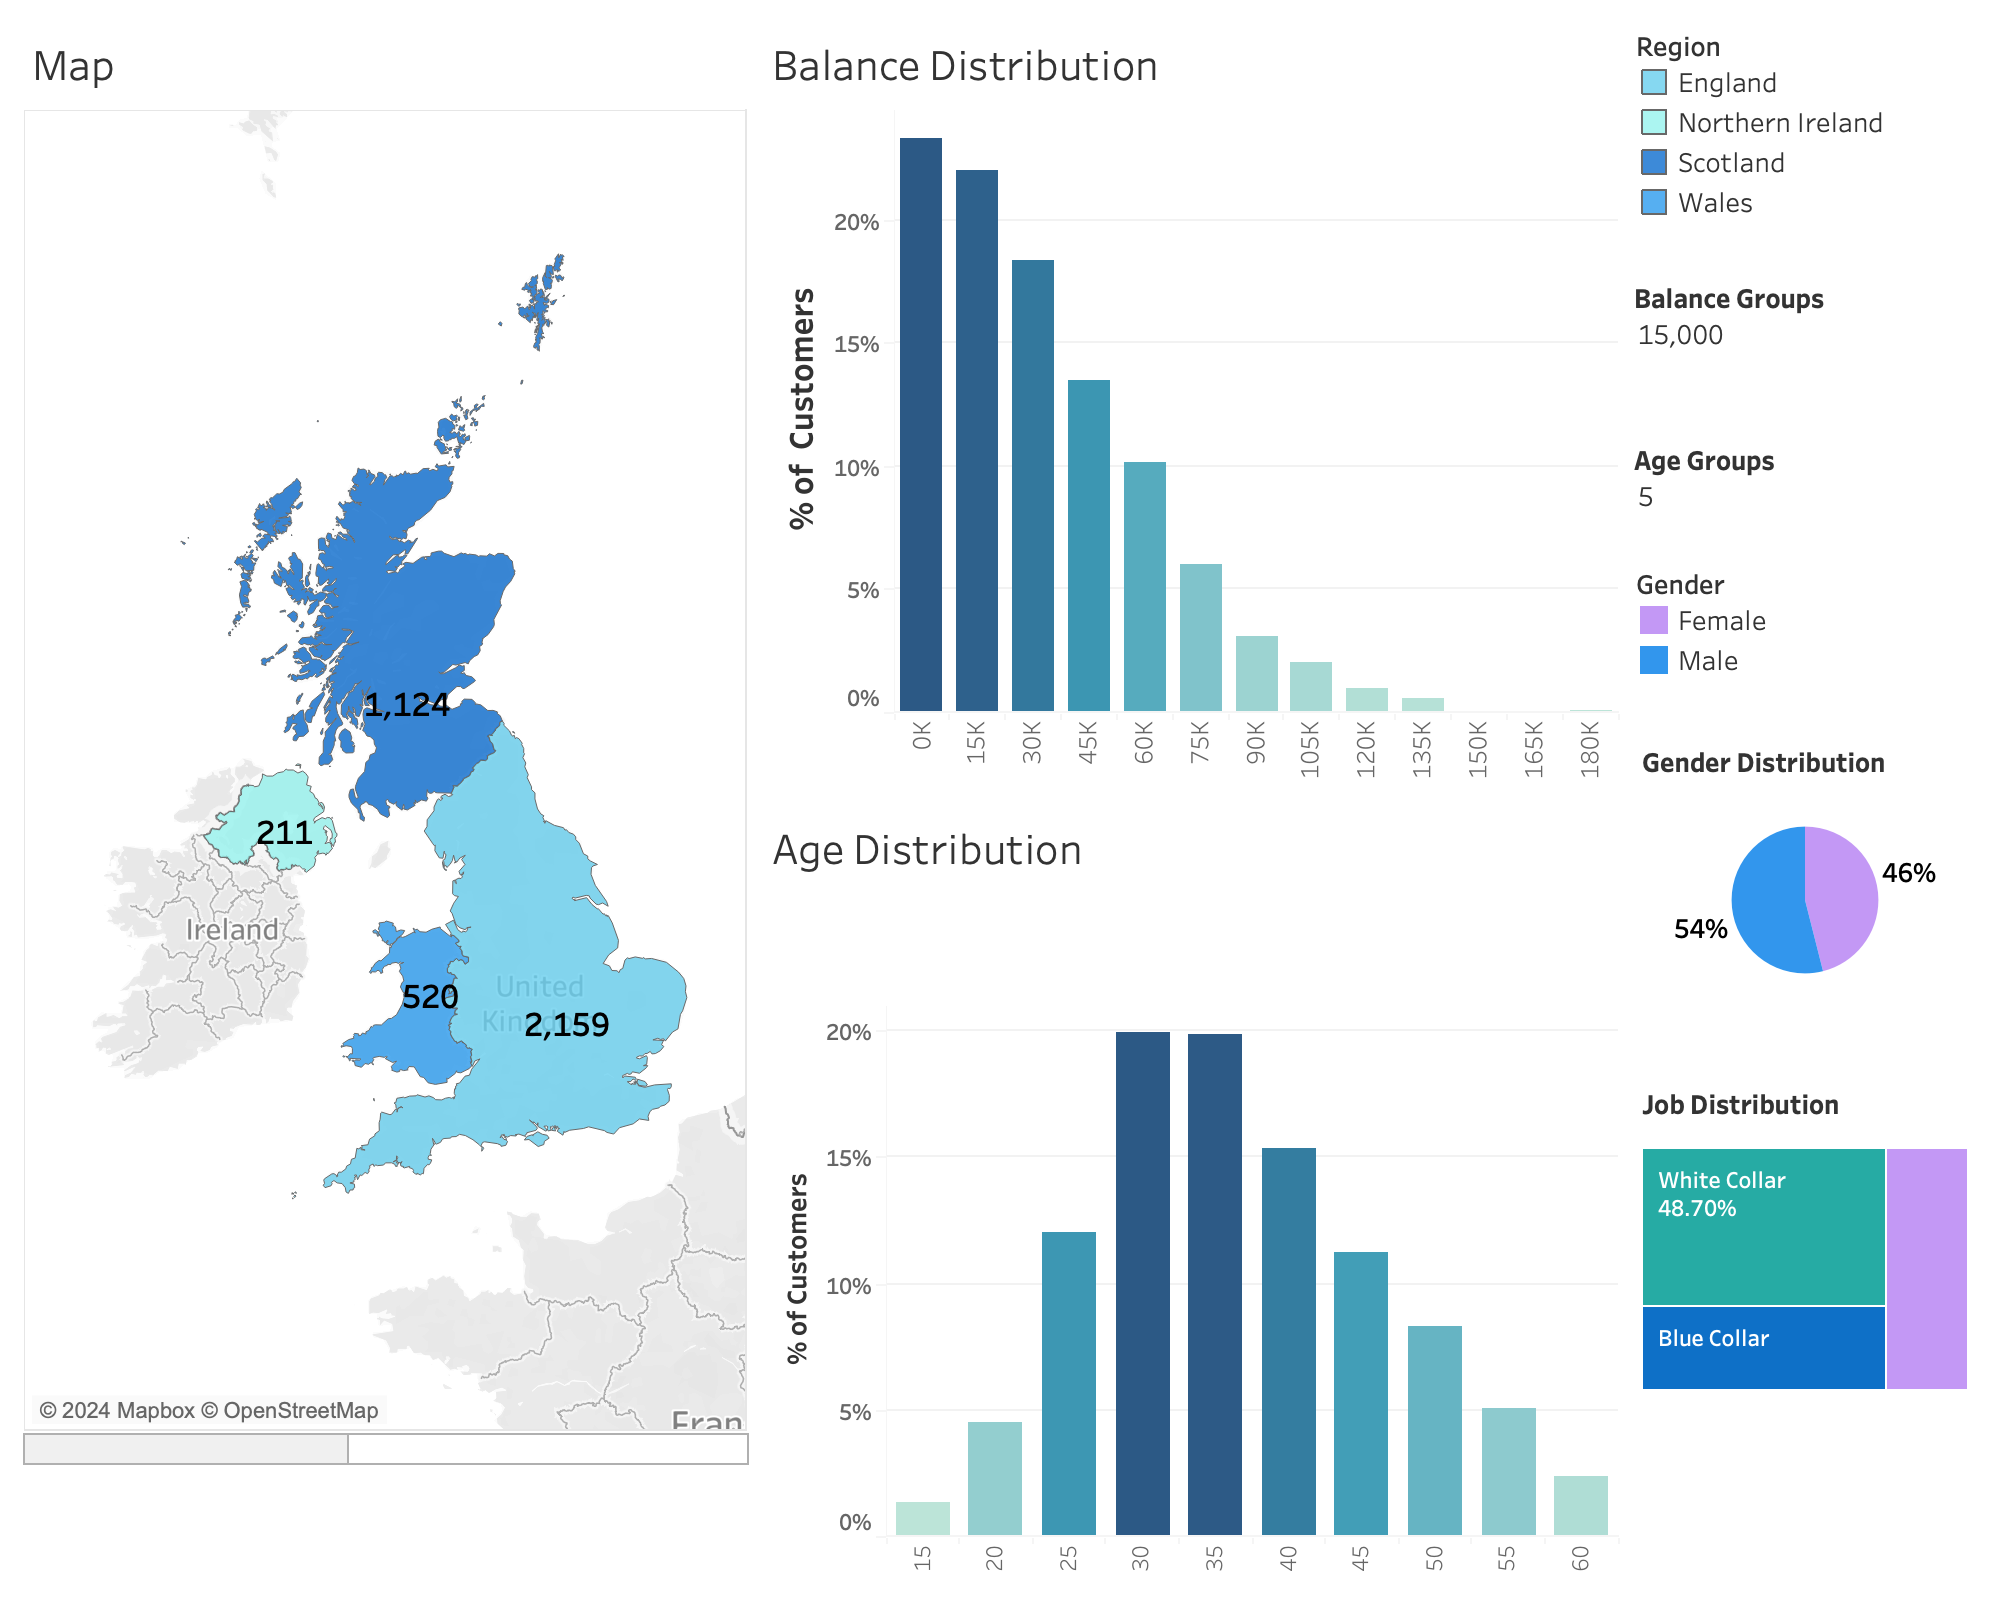 Map
1,124
211
Ireland
520
United
2,159
© 2024 Mapbox © OpenStreetMap
Fran
Balance Distribution
% of Customers
20%
15%
10%
5%
0%
0K
15K
30K
45K
60K
75K
90K
105K
120K
135K
150K
165K
180K
Age Distribution
% of Customers
20%
15%
10%
5%
0%
15
20
25
30
35
40
45
50
55
60
Region
England
Northern Ireland
Scotland
Wales
Balance Groups
15,000
Age Groups
5
Gender
Female
Male
Gender Distribution
46%
54%
Job Distribution
White Collar
48.70%
Blue Collar